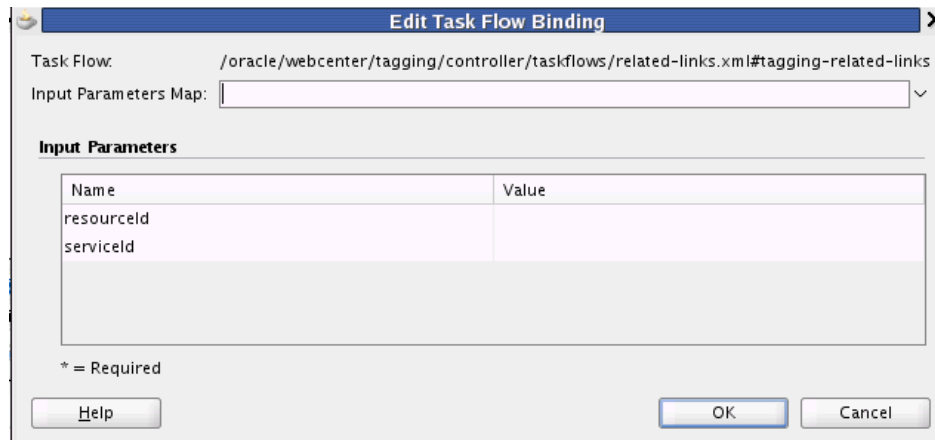 Edit Task Flow Binding
Task Flow: /oracle/webcenter/tagging/controller/taskflows/related-links.xml#tagging-related-links
Input Parameters Map:
Input Parameters
Name Value
resourceId
serviceId
* = Required
Help OK Cancel